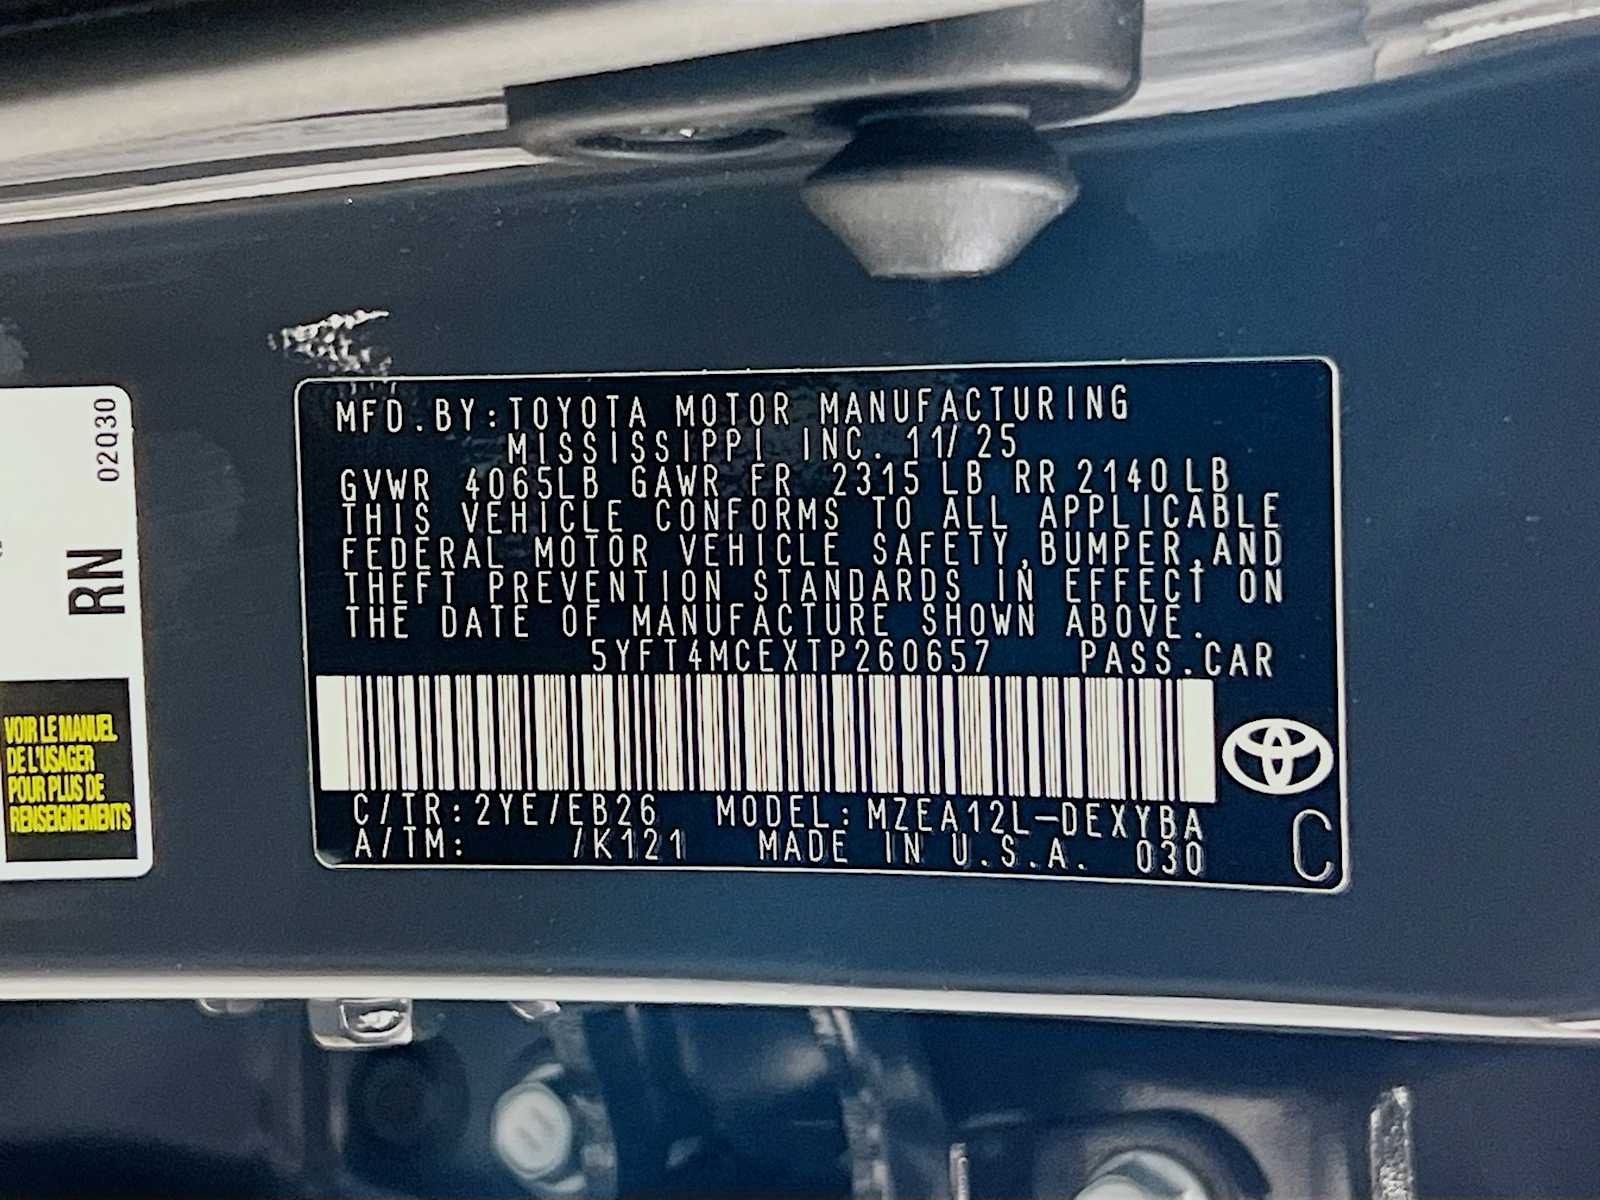 MFD.BY:TOYOTA MOTOR MANUFACTURING
MISSISSIPPI INC. 11/25
GVWR 4065LB GAWR FR 2315 LB RR 2140 LB
THIS VEHICLE CONFORMS TO ALL APPLICABLE
FEDERAL MOTOR VEHICLE SAFETY,BUMPER,AND
THEFT PREVENTION STANDARDS IN EFFECT ON
THE DATE OF MANUFACTURE SHOWN ABOVE.
5YFT4MCEXTP260657 PASS.CAR
C/TR:2YE/EB26 MODEL:MZEA12L-DEXYBA
A/TM: /K121 MADE IN U.S.A. 030
C
02Q30
RN
VOIR LE MANUEL
DE L'USAGER
POUR PLUS DE
RENSEIGNEMENTS